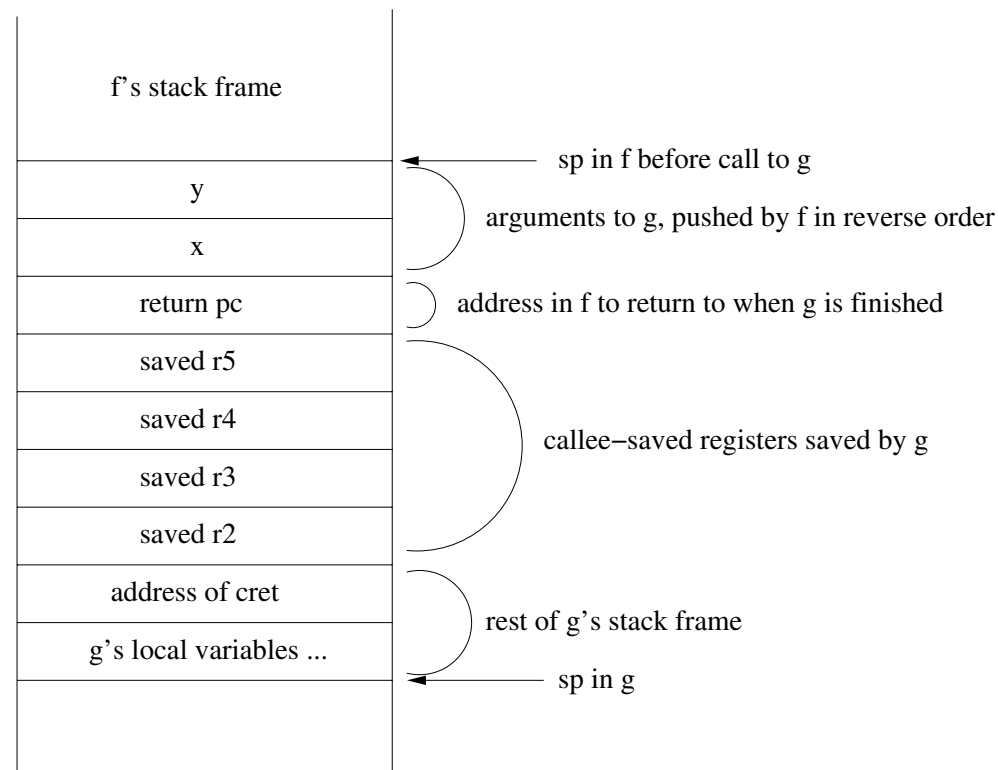 f's stack frame
sp in f before call to g
y
arguments to g, pushed by f in reverse order
x
return pc
address in f to return to when g is finished
saved r5
saved r4
callee−saved registers saved by g
saved r3
saved r2
address of cret
rest of g's stack frame
g's local variables ...
sp in g